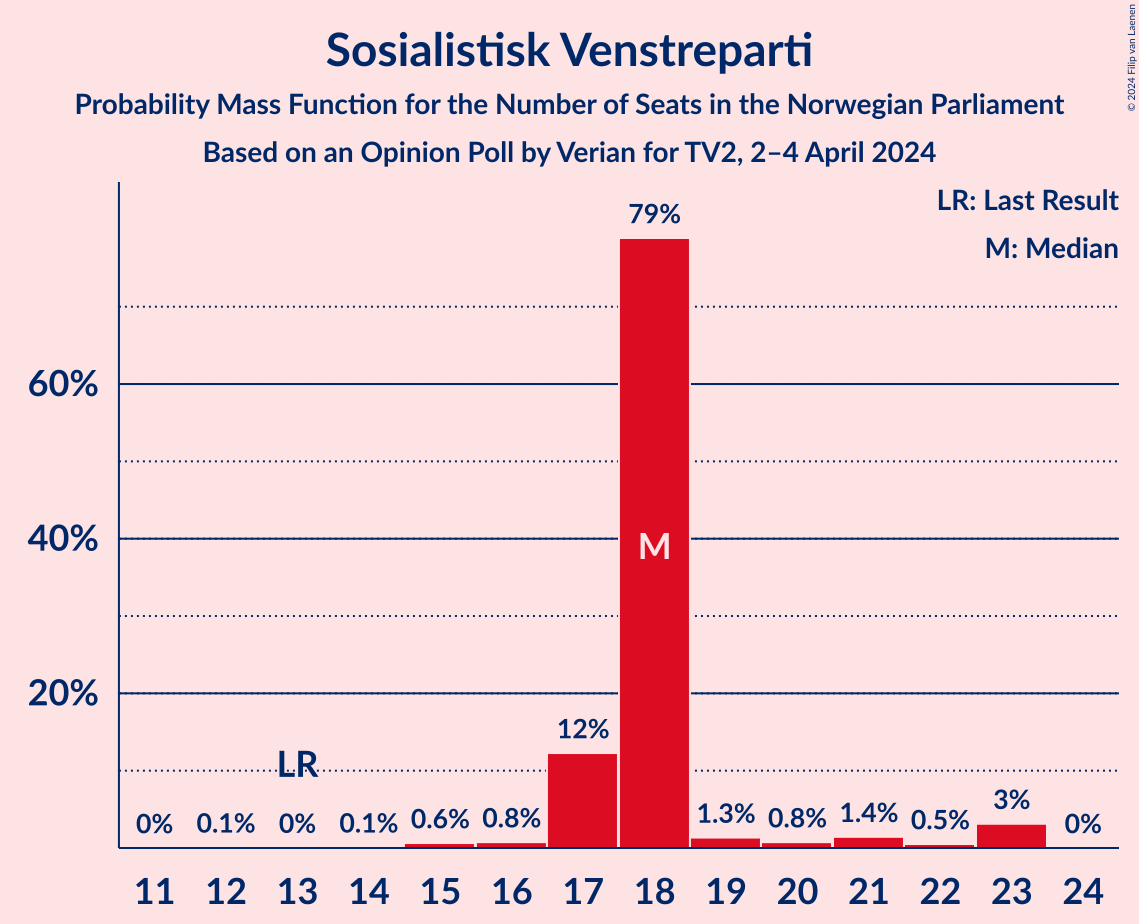 Sosialistisk Venstreparti
Probability Mass Function for the Number of Seats in the Norwegian Parliament
Based on an Opinion Poll by Verian for TV2, 2–4 April 2024
© 2024 Filip van Laenen
LR: Last Result
M: Median
60%
40%
20%
0%
0.1%
0%
LR
0.1%
0.6%
0.8%
12%
79%
M
1.3%
0.8%
1.4%
0.5%
3%
0%
11 12 13 14 15 16 17 18 19 20 21 22 23 24